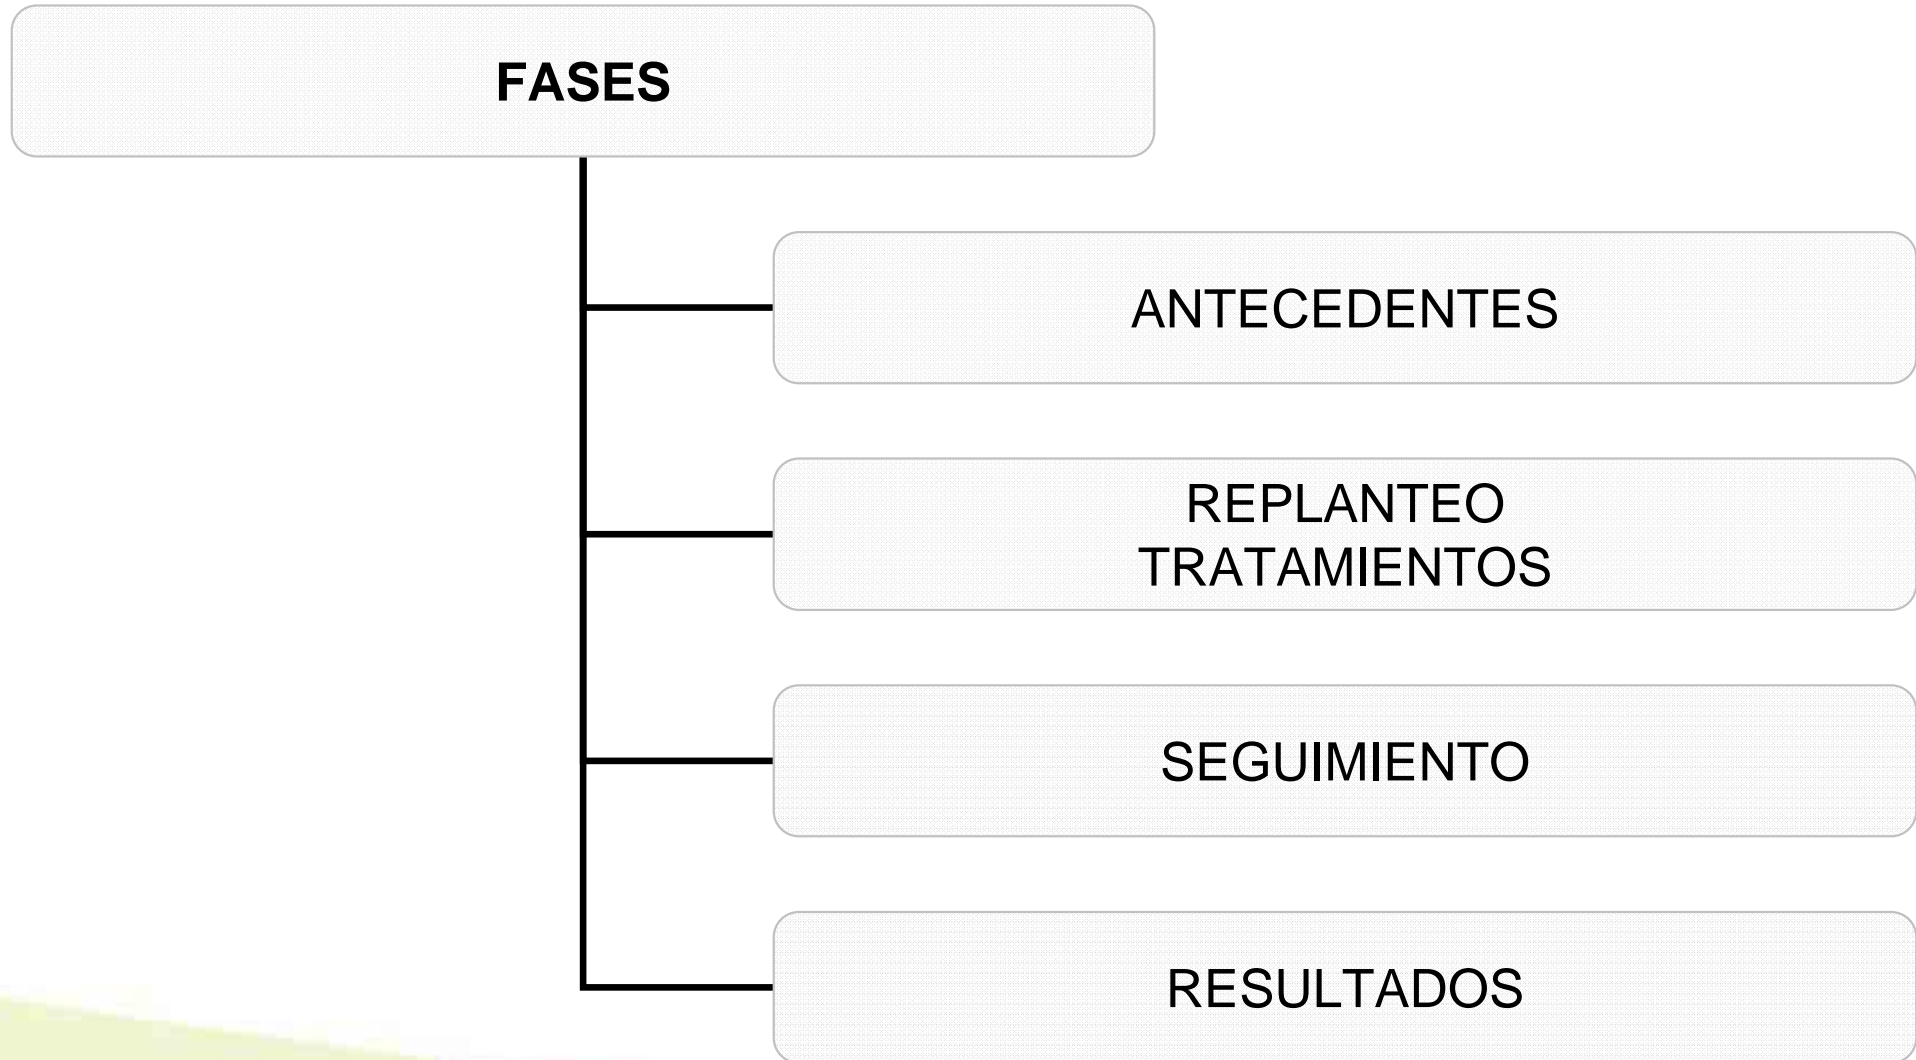 FASES
ANTECEDENTES
REPLANTEO
TRATAMIENTOS
SEGUIMIENTO
RESULTADOS